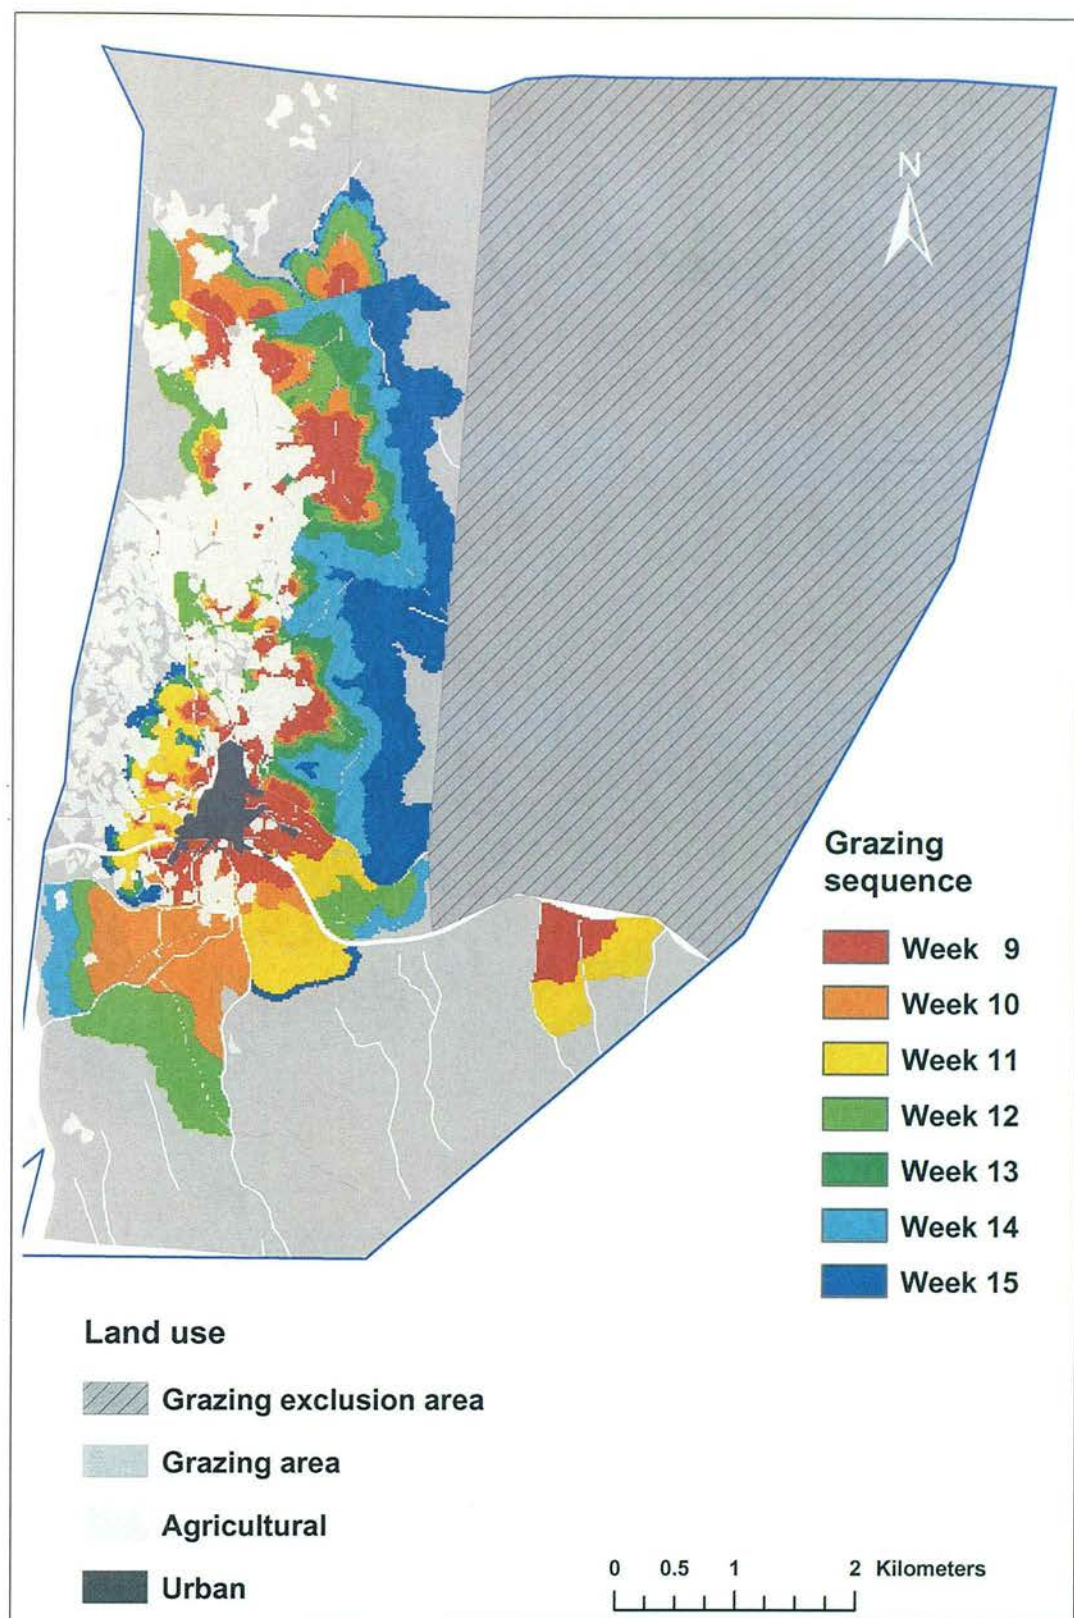 N
Grazing
sequence
Week 9
Week 10
Week 11
Week 12
Week 13
Week 14
Week 15
Land use
Grazing exclusion area
Grazing area
Agricultural
Urban
0 0.5 1 2 Kilometers